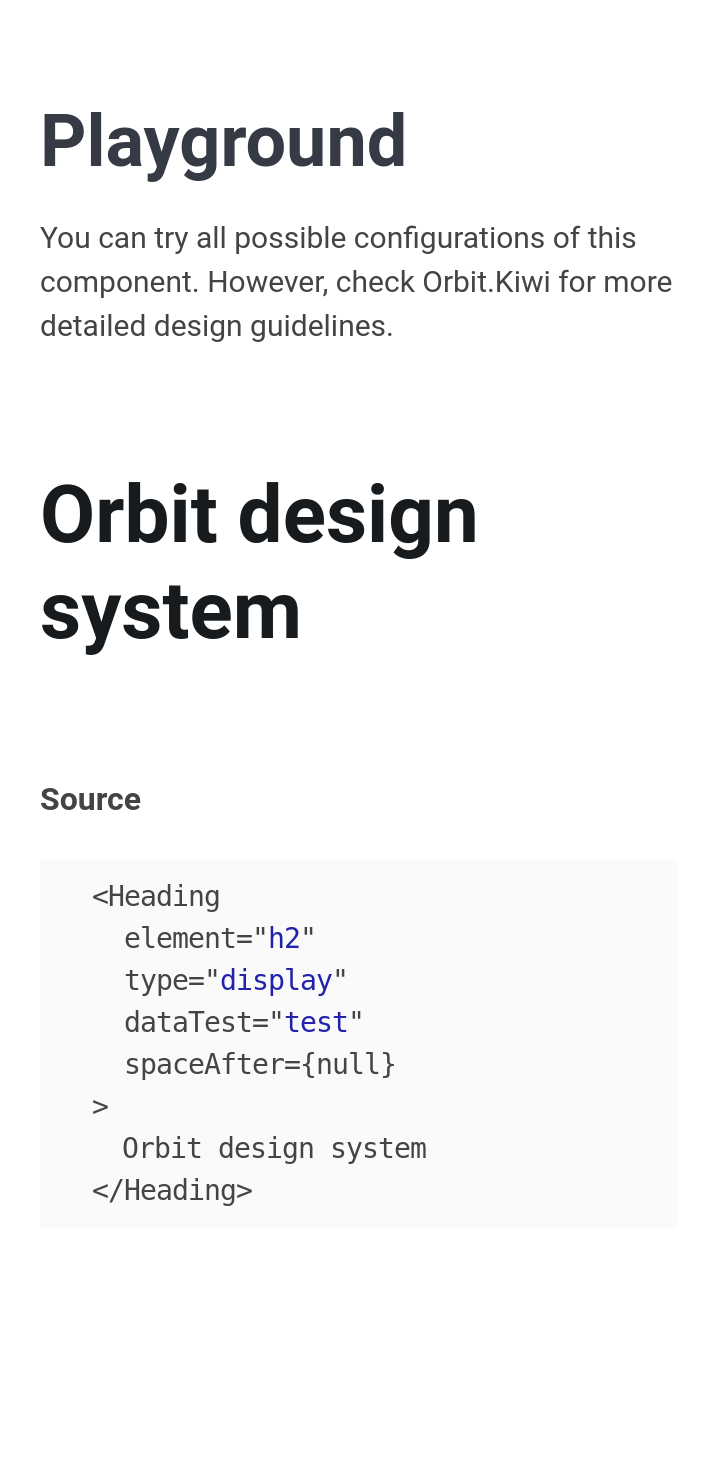 Playground
You can try all possible configurations of this
component. However, check Orbit.Kiwi for more
detailed design guidelines.
Orbit design
system
Source
<Heading
element="h2"
type="display"
dataTest="test"
spaceAfter={null}
>
Orbit design system
</Heading>